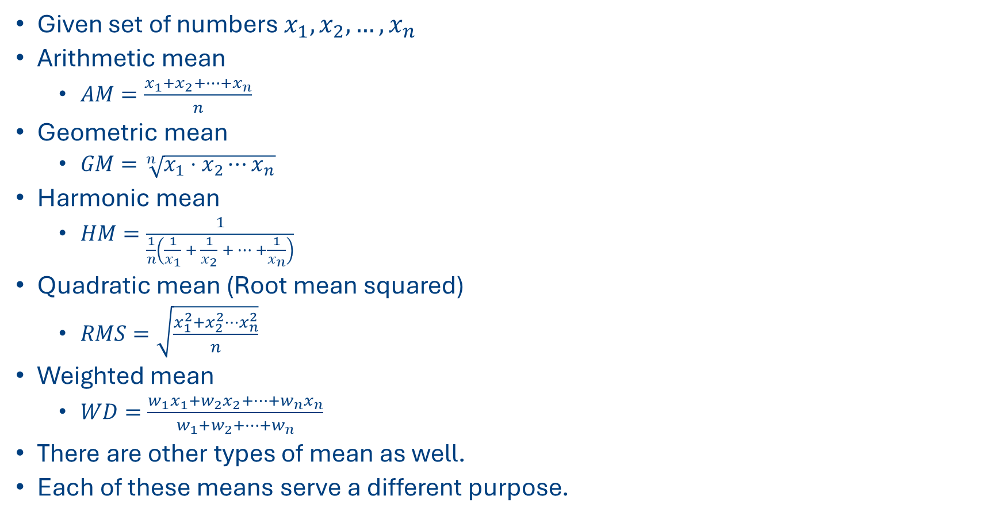 • Given set of numbers $x_1, x_2, \dots, x_n$
• Arithmetic mean
• $AM = \frac{x_1+x_2+\cdots+x_n}{n}$
• Geometric mean
• $GM = \sqrt[n]{x_1 \cdot x_2 \cdots x_n}$
• Harmonic mean
• $HM = \frac{1}{\frac{1}{n}\left(\frac{1}{x_1}+\frac{1}{x_2}+\cdots+\frac{1}{x_n}\right)}$
• Quadratic mean (Root mean squared)
• $RMS = \sqrt{\frac{x_1^2+x_2^2\cdots x_n^2}{n}}$
• Weighted mean
• $WD = \frac{w_1x_1+w_2x_2+\cdots+w_nx_n}{w_1+w_2+\cdots+w_n}$
• There are other types of mean as well.
• Each of these means serve a different purpose.